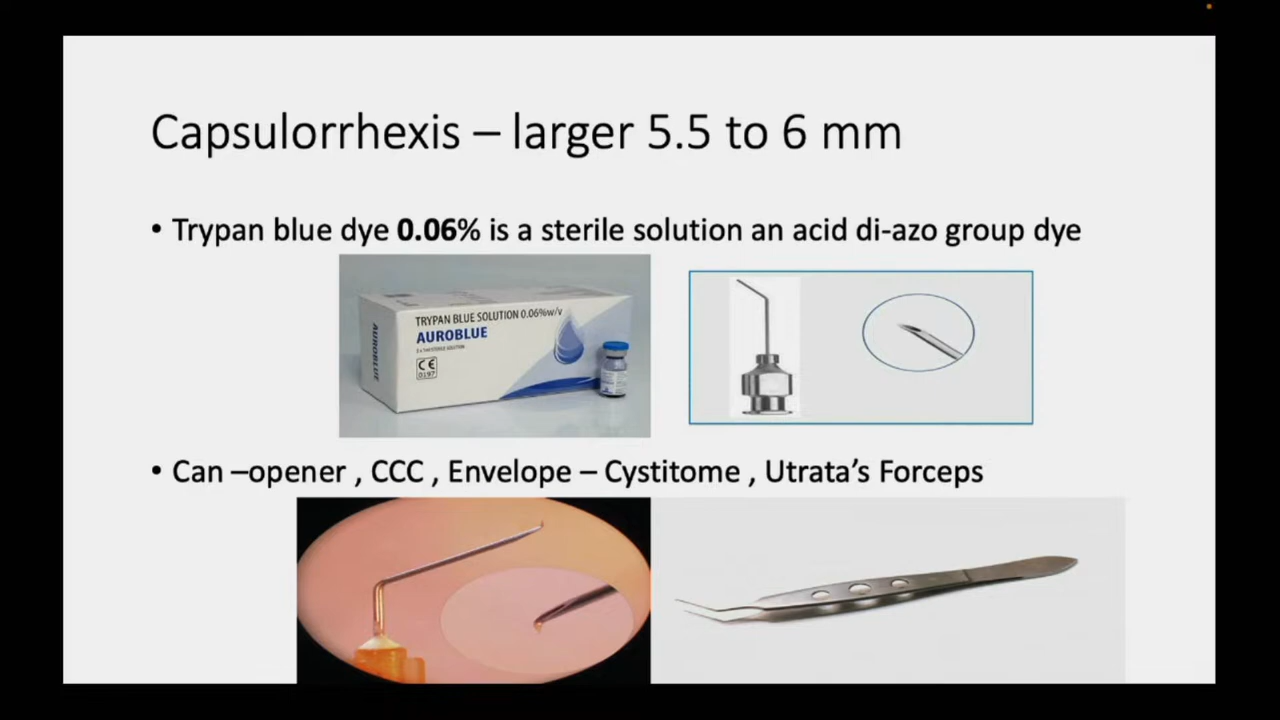 Capsulorrhexis – larger 5.5 to 6 mm
• Trypan blue dye 0.06% is a sterile solution an acid di-azo group dye
TRYPAN BLUE SOLUTION 0.06%w/v
AUROBLUE
AUROBLUE
CE
0197
• Can –opener , CCC , Envelope – Cystitome , Utrata’s Forceps